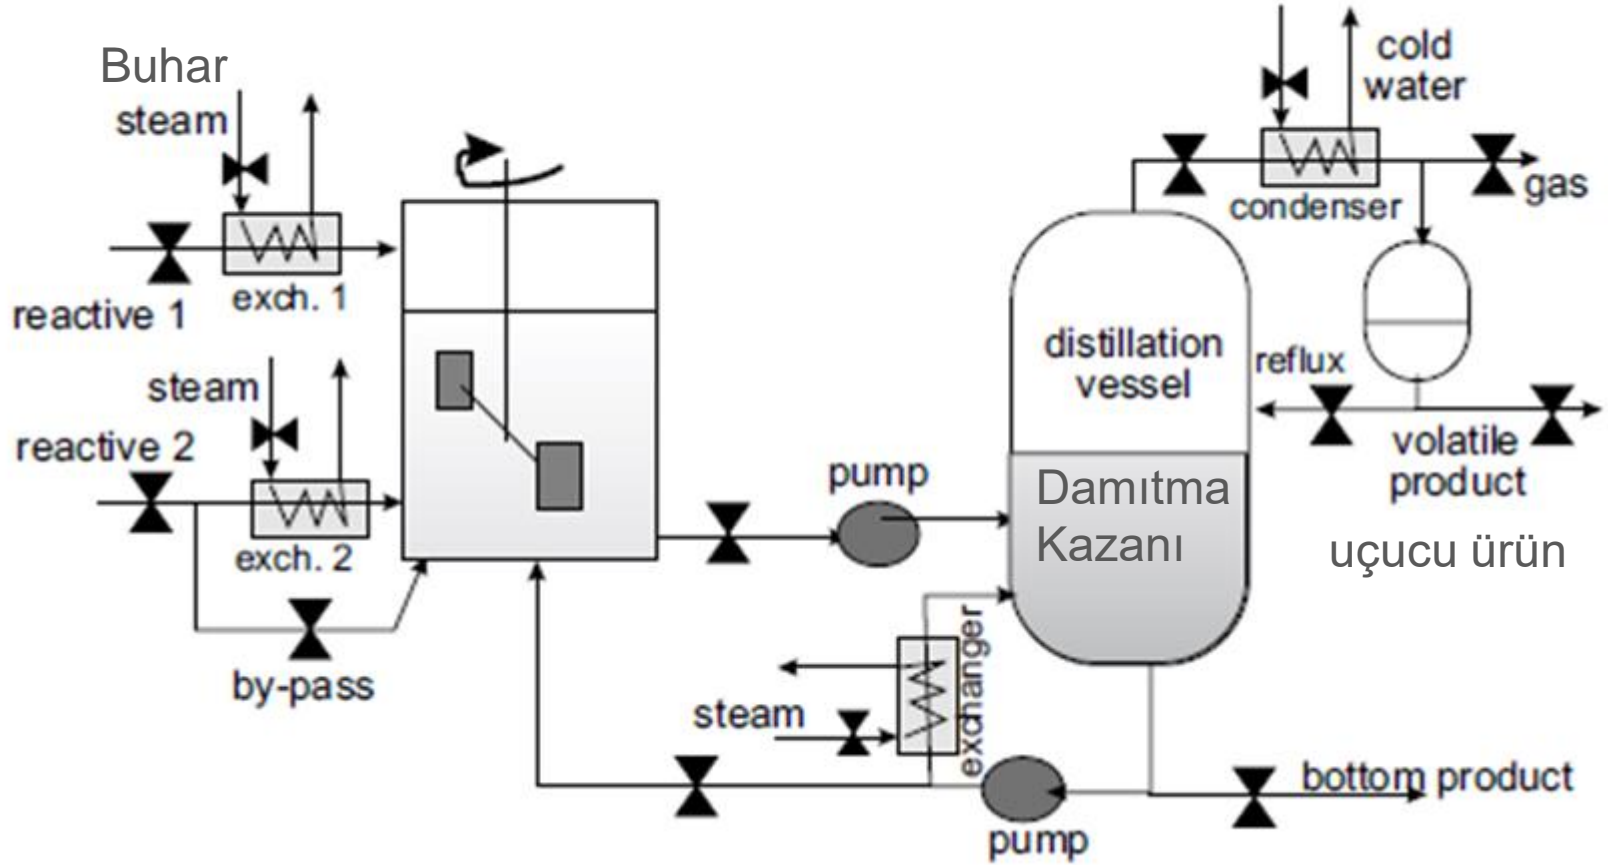 Buhar
steam
reactive 1
exch. 1
steam
reactive 2
exch. 2
by-pass
pump
distillation
vessel
Damıtma
Kazanı
cold
water
condenser
gas
reflux
volatile
product
uçucu ürün
steam
exchanger
pump
bottom product